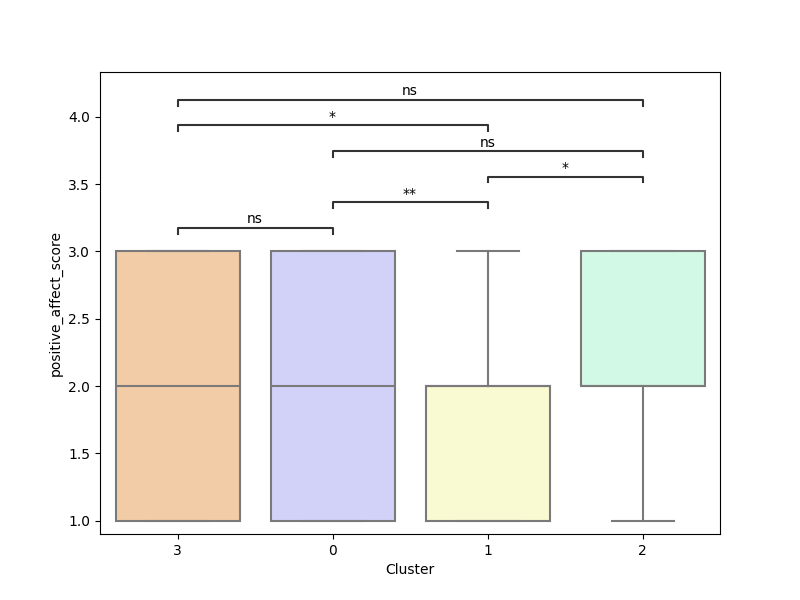 ns
*
ns
*
**
ns
4.0
3.5
3.0
2.5
2.0
1.5
1.0
positive_affect_score
3 0 1 2
Cluster